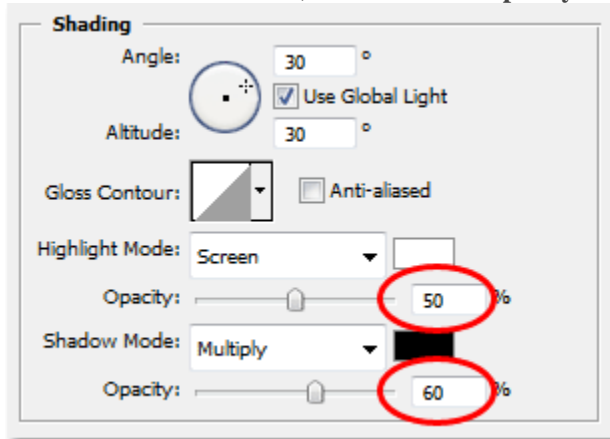 Shading
Angle: 30 °
Use Global Light
Altitude: 30 °
Gloss Contour: Anti-aliased
Highlight Mode: Screen
Opacity: 50 %
Shadow Mode: Multiply
Opacity: 60 %